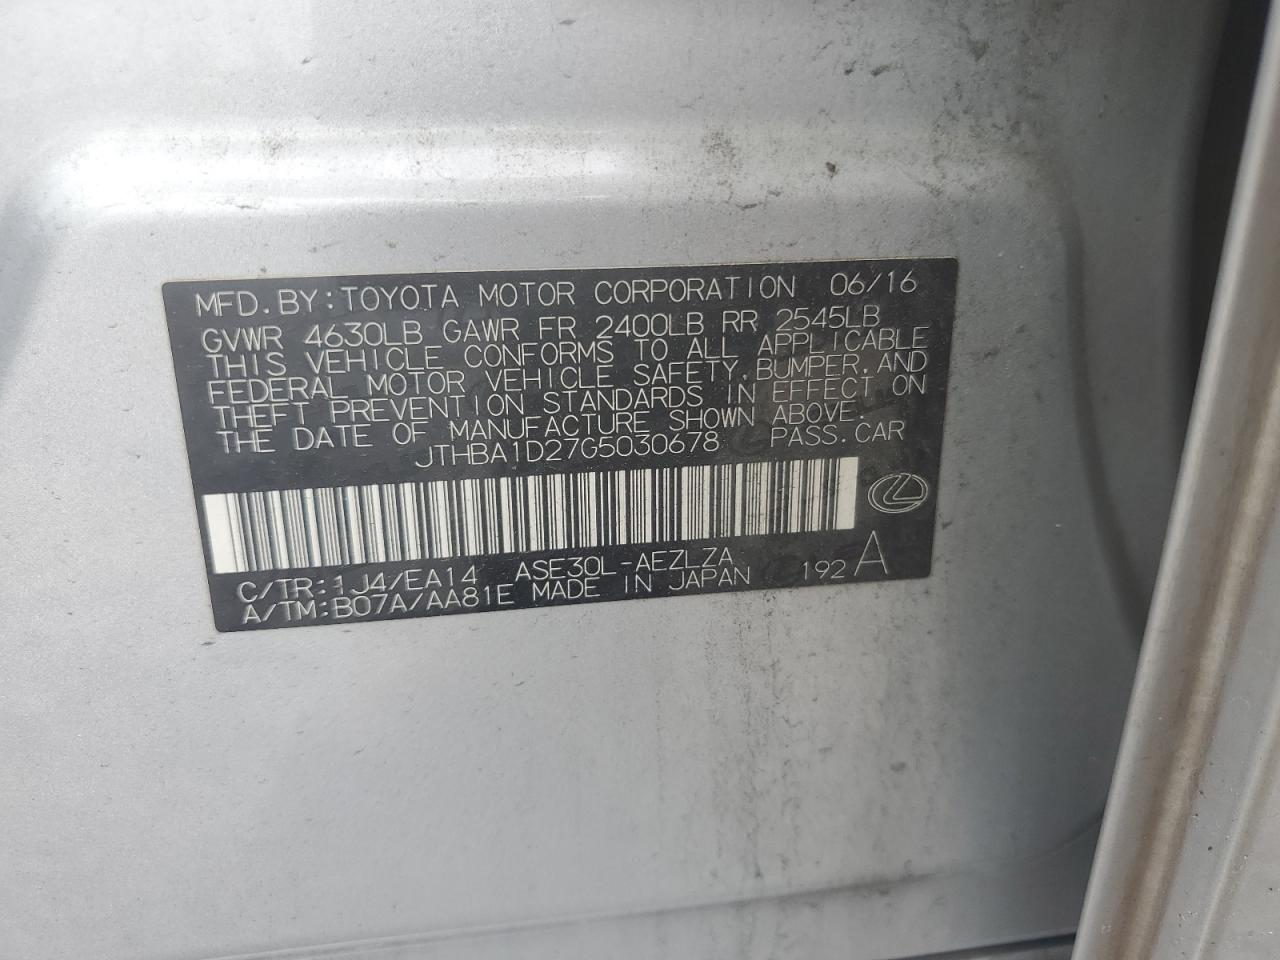 MFD.BY:TOYOTA MOTOR CORPORATION 06/16
GVWR 4630LB GAWR FR 2400LB RR 2545LB
THIS VEHICLE CONFORMS TO ALL APPLICABLE
FEDERAL MOTOR VEHICLE SAFETY,BUMPER,AND
THEFT PREVENTION STANDARDS IN EFFECT ON
THE DATE OF MANUFACTURE SHOWN ABOVE.
JTHBA1D27G5030678 PASS.CAR
C/TR:1J4/EA14 ASE30L-AEZLZA
A/TM:B07A/AA81E MADE IN JAPAN 192 A